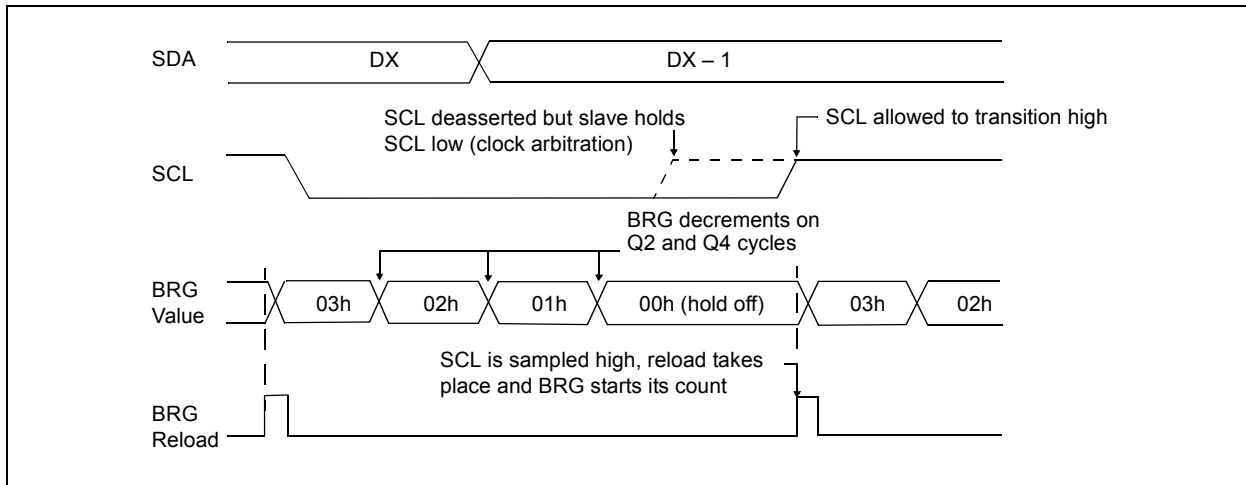 SDA
DX
DX – 1
SCL deasserted but slave holds
SCL low (clock arbitration)
SCL allowed to transition high
SCL
BRG decrements on
Q2 and Q4 cycles
BRG
Value
03h
02h
01h
00h (hold off)
03h
02h
SCL is sampled high, reload takes
place and BRG starts its count
BRG
Reload